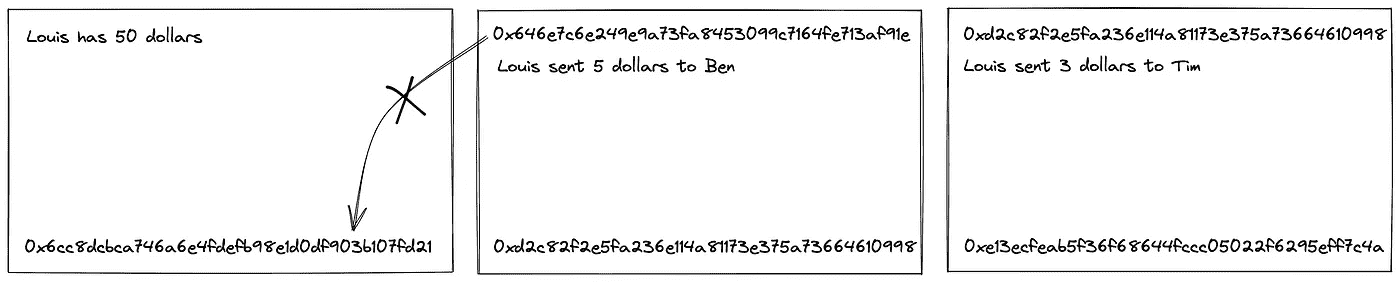 Louis has 50 dollars
0x6cc8dcbca746a6e4fdefb98e1d0df903b107fd21
0x646e7c6e249e9a73fa8453099c7164fe713af91e
Louis sent 5 dollars to Ben
0xd2c82f2e5fa236e114a81173e375a73664610998
0xd2c82f2e5fa236e114a81173e375a73664610998
Louis sent 3 dollars to Tim
0xe13ecfeab5f36f68644fccc05022f6295eff7c4a